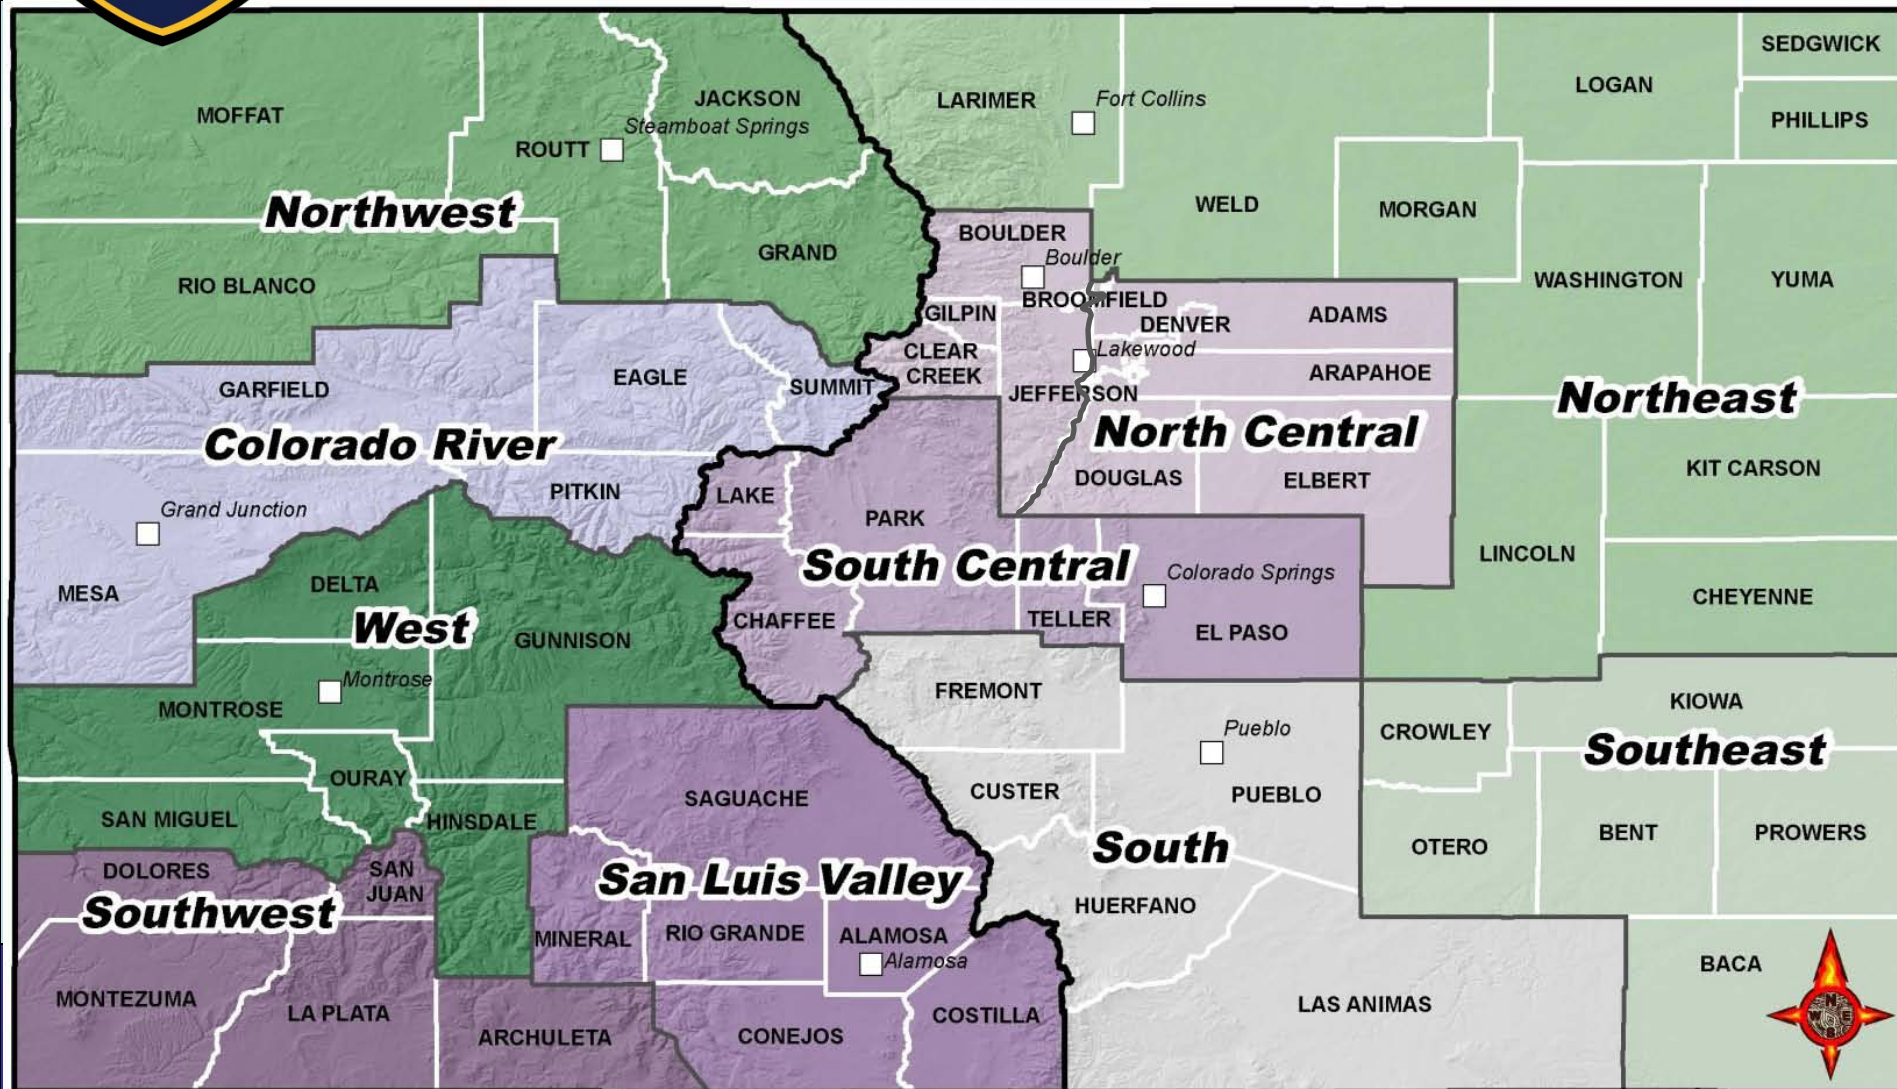 SEDGWICK
LOGAN
JACKSON
LARIMER
Fort Collins
MOFFAT
PHILLIPS
Steamboat Springs
ROUTT
WELD
MORGAN
Northwest
BOULDER
GRAND
Boulder
RIO BLANCO
WASHINGTON
YUMA
BROOMFIELD
GILPIN
ADAMS
DENVER
Lakewood
CLEAR
CREEK
ARAPAHOE
EAGLE
SUMMIT
GARFIELD
JEFFERSON
Northeast
North Central
Colorado River
KIT CARSON
DOUGLAS
ELBERT
PITKIN
LAKE
Grand Junction
PARK
LINCOLN
South Central
Colorado Springs
DELTA
MESA
CHEYENNE
West
CHAFFEE
TELLER
EL PASO
GUNNISON
Montrose
FREMONT
KIOWA
MONTROSE
Pueblo
CROWLEY
Southeast
OURAY
CUSTER
PUEBLO
SAGUACHE
SAN MIGUEL
HINSDALE
BENT
PROWERS
South
OTERO
DOLORES
SAN
JUAN
San Luis Valley
Southwest
HUERFANO
MINERAL
RIO GRANDE
ALAMOSA
Alamosa
BACA
MONTEZUMA
LA PLATA
COSTILLA
LAS ANIMAS
ARCHULETA
CONEJOS
N
W
E
S